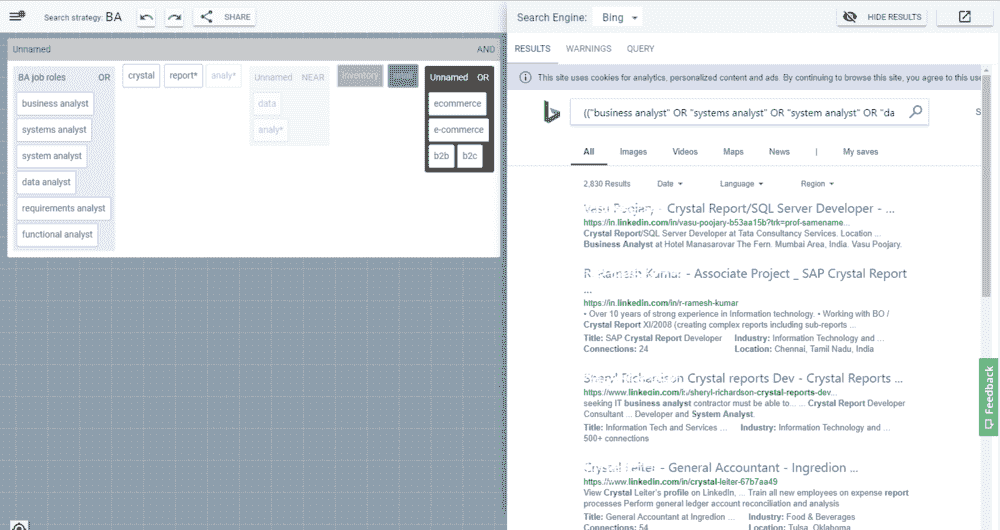 Search strategy: BA
SHARE
Unnamed AND
BA job roles OR
business analyst
systems analyst
system analyst
data analyst
requirements analyst
functional analyst
crystal report* analy*
Unnamed NEAR
data
analy*
inventory
Unnamed OR
ecommerce
e-commerce
b2b b2c
Search Engine: Bing
HIDE RESULTS
RESULTS WARNINGS QUERY
This site uses cookies for analytics, personalized content and ads. By continuing to browse this site, you agree to this use
(("business analyst" OR "systems analyst" OR "system analyst" OR "da
S
All Images Videos Maps News | My saves
2,830 Results Date Language Region
Crystal Report/SQL Server Developer - ...
https://in.linkedin.com/in/vasu-poojary-b53aa15b?trk=prof-samename...
Crystal Report/SQL Server Developer at Tata Consultancy Services. Location ...
Business Analyst at Hotel Manasarovar The Fern. Mumbai Area, India. Vasu Poojary.
Kumar - Associate Project _ SAP Crystal Report
...
https://in.linkedin.com/in/r-ramesh-kumar
• Over 10 years of strong experience in Information technology. • Working with BO /
Crystal Report XI/2008 (creating complex reports including sub-reports ...
Title: SAP Crystal Report Developer Industry: Information Technology and ...
Connections: 24 Location: Chennai, Tamil Nadu, India
Sheryl Richardson Crystal reports Dev - Crystal Reports ...
https://www.linkedin.com/in/sheryl-richardson-crystal-reports-dev...
seeking IT business analyst contractor must be able to... ... Crystal Report Developer
Consultant ... Developer and System Analyst.
Title: Information Tech and Services ... Industry: Information Technology and ...
500+ connections
Crystal Leiter - General Accountant - Ingredion ...
https://www.linkedin.com/in/crystal-leiter-67b7aa49
View Crystal Leiter's profile on LinkedIn, ... Train all new employees on expense report
processes Perform general ledger account reconciliation and analysis
Title: General Accountant at Ingredion ... Industry: Food & Beverages
Connections: 54 Location: Tulsa, Oklahoma
Feedback